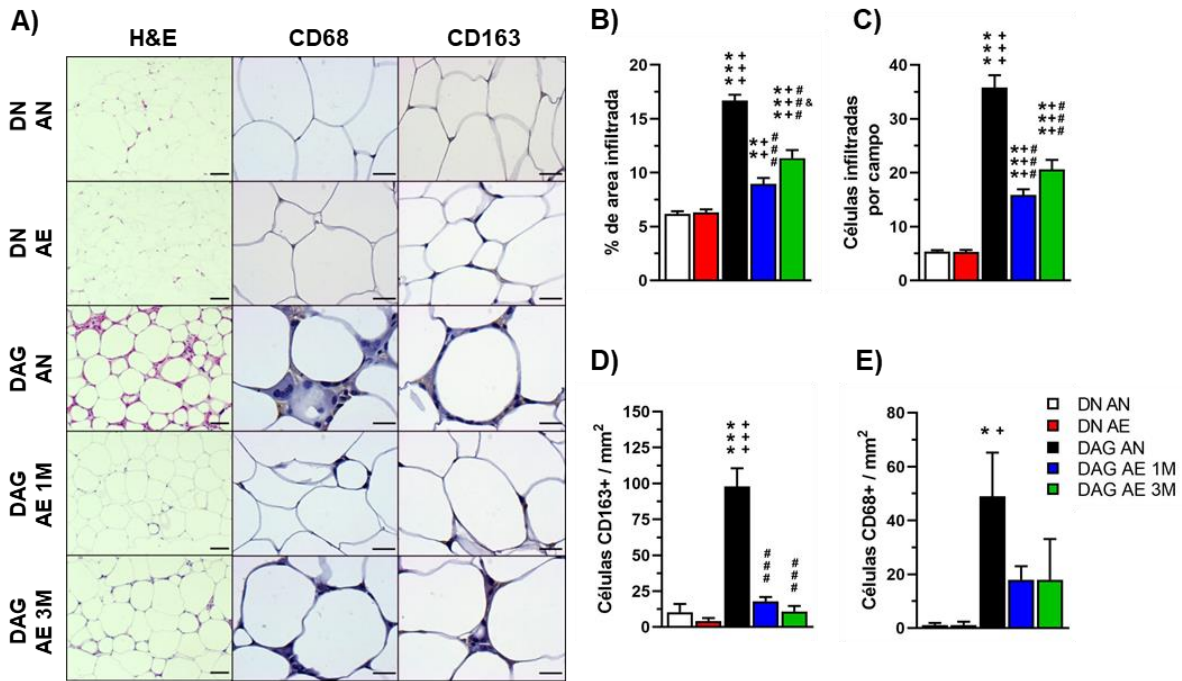 A)
H&E
CD68
CD163
DN
AN
DN
AE
DAG
AN
DAG
AE 1M
DAG
AE 3M
B)
% de area infiltrada
20
15
10
5
0
* +
* +
* +
* +
* +
#
#
#
* + #
* + # &
* + #
C)
Células infiltradas
por campo
40
30
20
10
0
* +
* +
* +
* + #
* + #
* + #
* + #
* + #
* + #
D)
Células CD163+ / mm²
150
125
100
75
50
25
0
* +
* +
* +
#
#
#
#
#
#
E)
Células CD68+ / mm²
80
60
40
20
0
* +
DN AN
DN AE
DAG AN
DAG AE 1M
DAG AE 3M